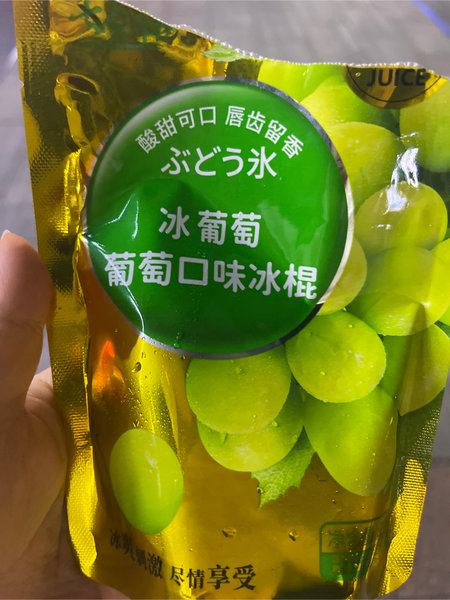 JUICE
酸甜可口 唇齿留香
ぶどう氷
冰葡萄
葡萄口味冰棍
冰爽刺激 尽情享受